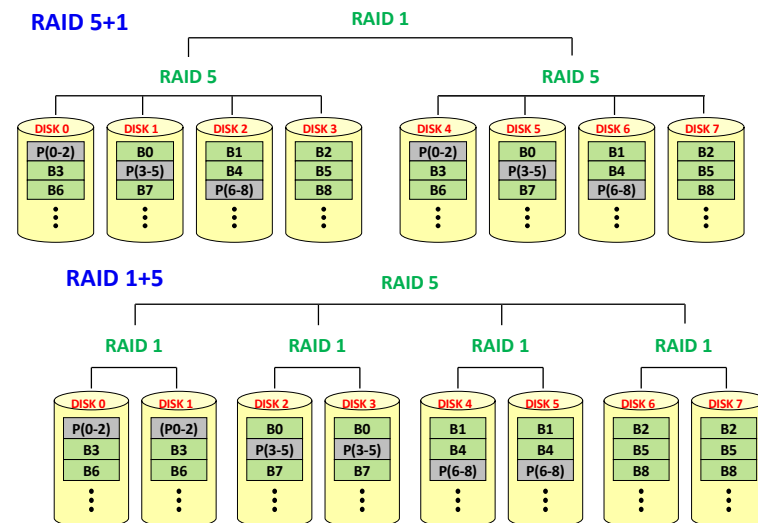 RAID 5+1
RAID 1
RAID 5 RAID 5
DISK 0 DISK 1 DISK 2 DISK 3 DISK 4 DISK 5 DISK 6 DISK 7
P(0-2) B0 B1 B2 P(0-2) B0 B1 B2
B3 P(3-5) B4 B5 B3 P(3-5) B4 B5
B6 B7 P(6-8) B8 B6 B7 P(6-8) B8
RAID 1+5
RAID 5
RAID 1 RAID 1 RAID 1 RAID 1
DISK 0 DISK 1 DISK 2 DISK 3 DISK 4 DISK 5 DISK 6 DISK 7
P(0-2) (P0-2) B0 B0 B1 B1 B2 B2
B3 B3 P(3-5) P(3-5) B4 B4 B5 B5
B6 B6 B7 B7 P(6-8) P(6-8) B8 B8